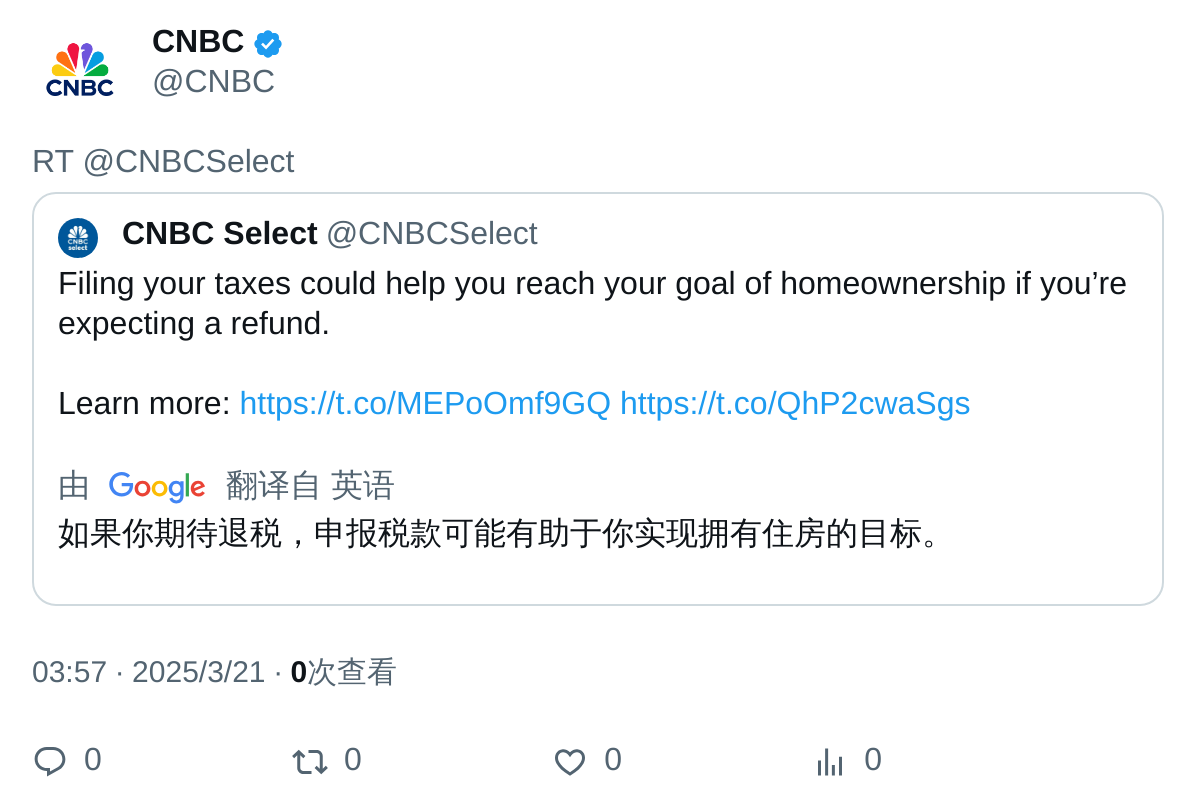 CNBC
CNBC
@CNBC
RT @CNBCSelect
CNBC
select
CNBC Select @CNBCSelect
Filing your taxes could help you reach your goal of homeownership if you’re
expecting a refund.
Learn more: https://t.co/MEPoOmf9GQ https://t.co/QhP2cwaSgs
由 Google 翻译自 英语
如果你期待退税，申报税款可能有助于你实现拥有住房的目标。
03:57 · 2025/3/21 · 0次查看
0 0 0 0